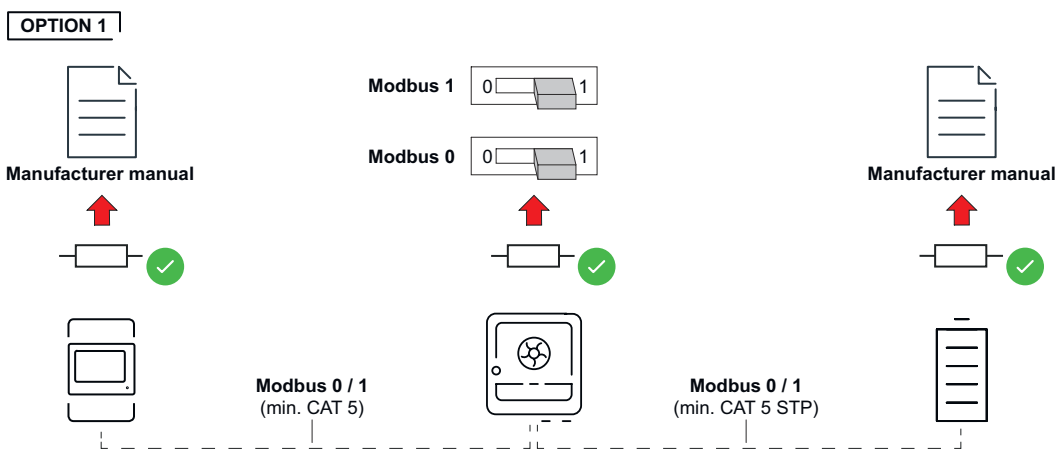 OPTION 1
Modbus 1 0 1
Modbus 0 0 1
Manufacturer manual
Manufacturer manual
Modbus 0 / 1
(min. CAT 5)
Modbus 0 / 1
(min. CAT 5 STP)